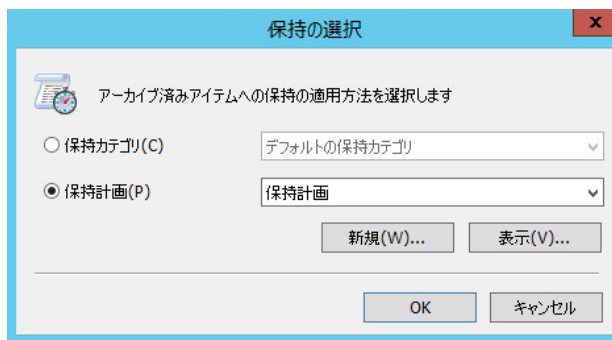 保持の選択
x
アーカイブ済みアイテムへの保持の適用方法を選択します
保持カテゴリ(C) デフォルトの保持カテゴリ
保持計画(P) 保持計画
新規(W)... 表示(V)...
OK キャンセル